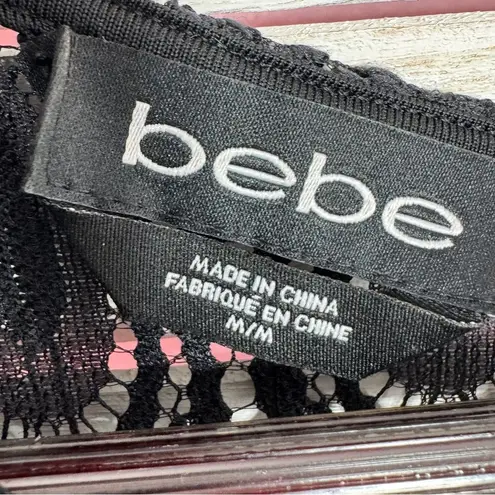 bebe
MADE IN CHINA
FABRIQUÉ EN CHINE
M/M